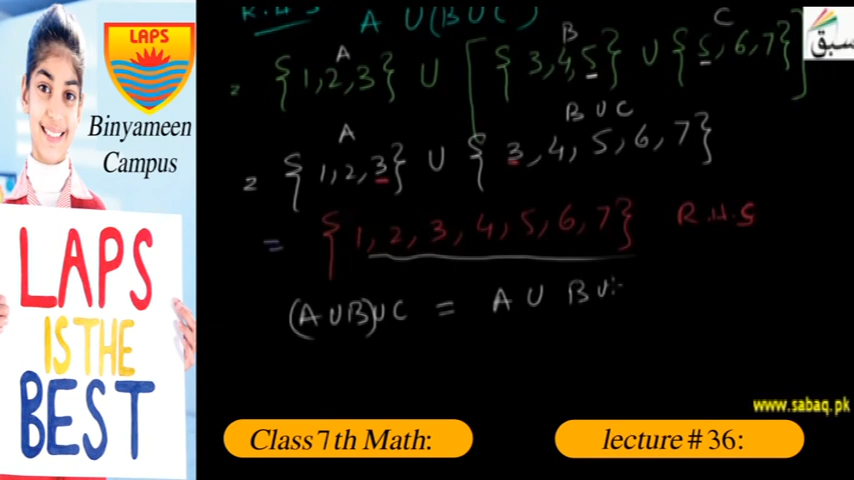 R.H.S A U (B U C)
LAPS
Binyameen
Campus
LAPS
IS THE
BEST
A B C
= { 1, 2, 3 } U [ { 3, 4, 5 } U { 5, 6, 7 } ]
سبق
A B U C
= { 1, 2, 3 } U { 3, 4, 5, 6, 7 }
= { 1, 2, 3, 4, 5, 6, 7 } R.H.S
(A U B) U C = A U B U
www.sabaq.pk
Class 7th Math:
lecture # 36: